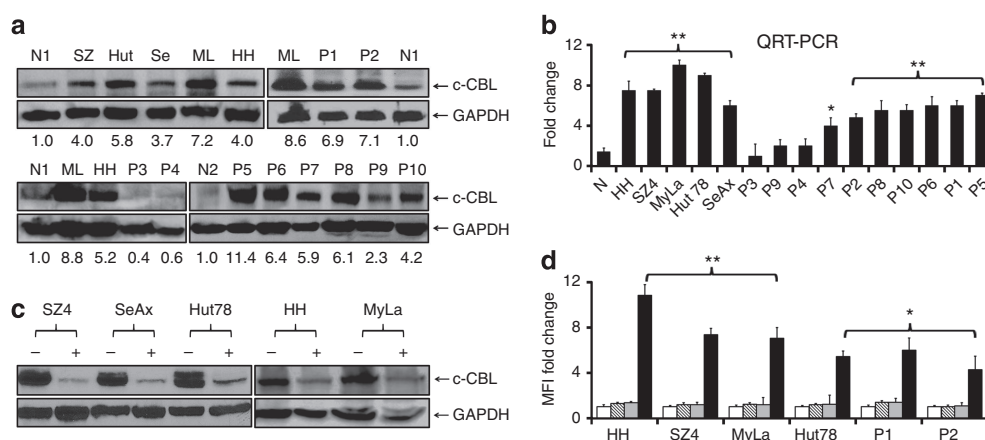 a
N1 SZ Hut Se ML HH ML P1 P2 N1
c-CBL
GAPDH
1.0 4.0 5.8 3.7 7.2 4.0 8.6 6.9 7.1 1.0
N1 ML HH P3 P4 N2 P5 P6 P7 P8 P9 P10
c-CBL
GAPDH
1.0 8.8 5.2 0.4 0.6 1.0 11.4 6.4 5.9 6.1 2.3 4.2
b
QRT-PCR
**
**
*
Fold change
12
8
4
0
N HH SZ4 MyLa Hut 78 SeAx P3 P9 P4 P7 P2 P8 P10 P6 P1 P5
c
SZ4 SeAx Hut78 HH MyLa
– + – + – + – + – +
c-CBL
GAPDH
d
**
*
MFI fold change
12
8
4
0
HH SZ4 MyLa Hut78 P1 P2